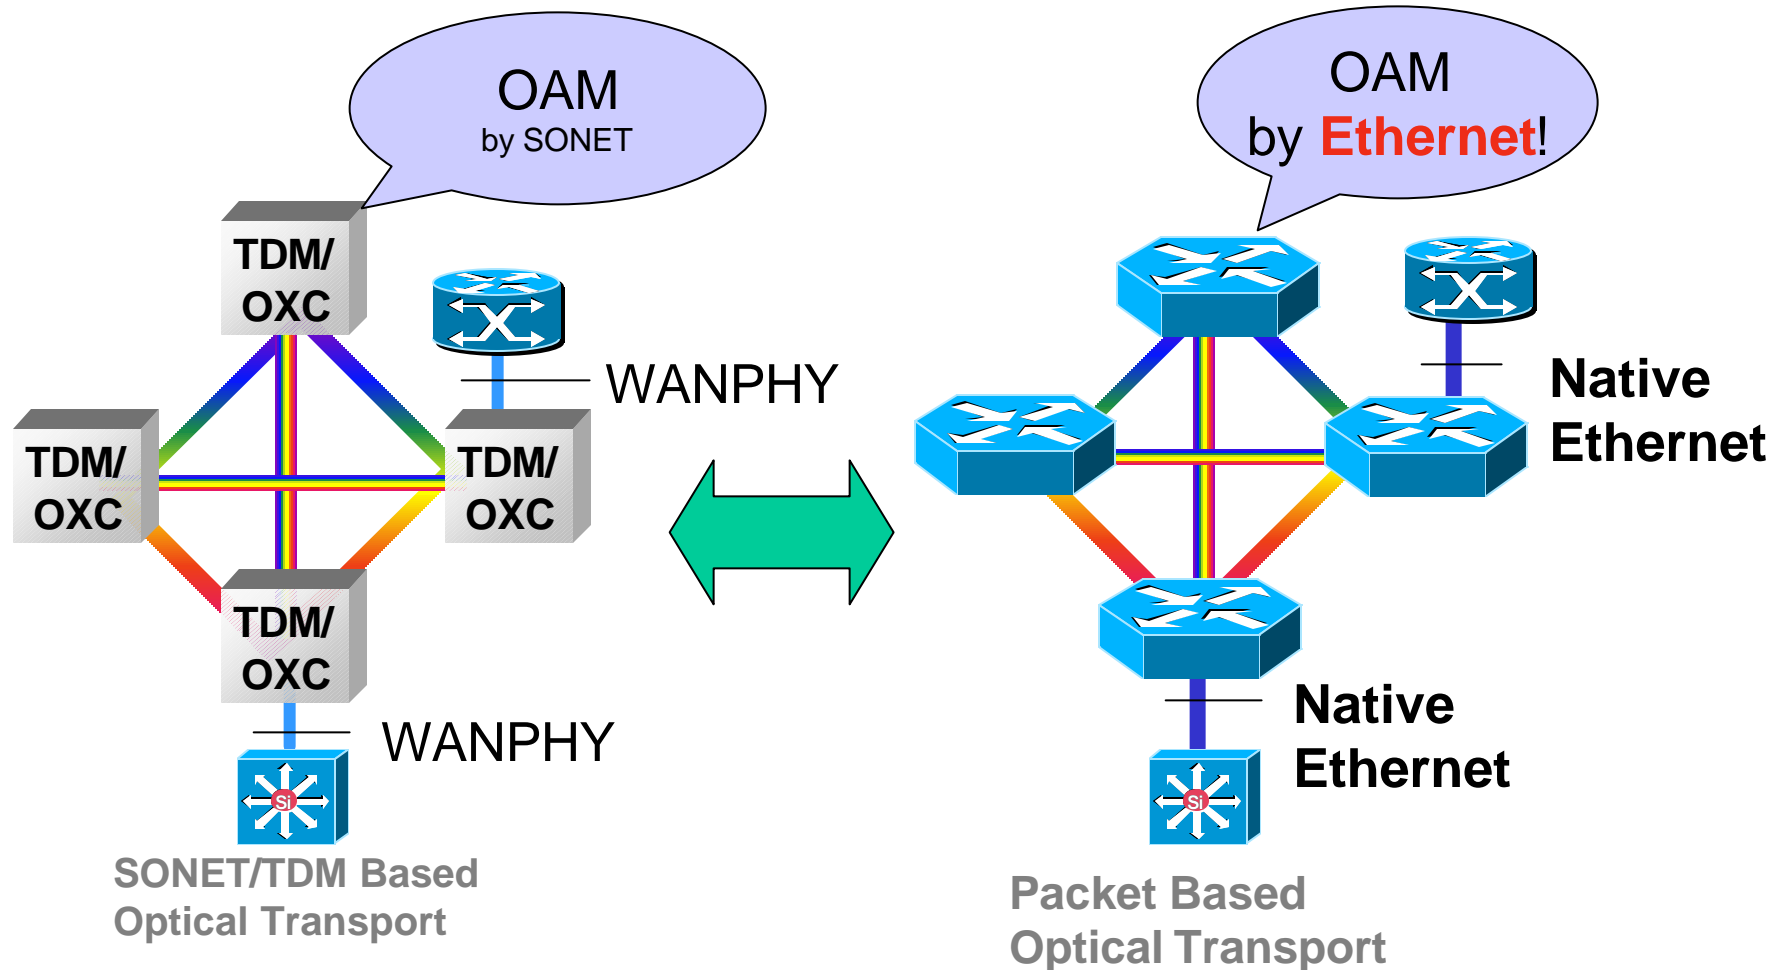 OAM
by SONET
OAM
by Ethernet!
TDM/
OXC
WANPHY
Native
Ethernet
TDM/
OXC
TDM/
OXC
TDM/
OXC
WANPHY
Si
Native
Ethernet
Si
SONET/TDM Based
Optical Transport
Packet Based
Optical Transport